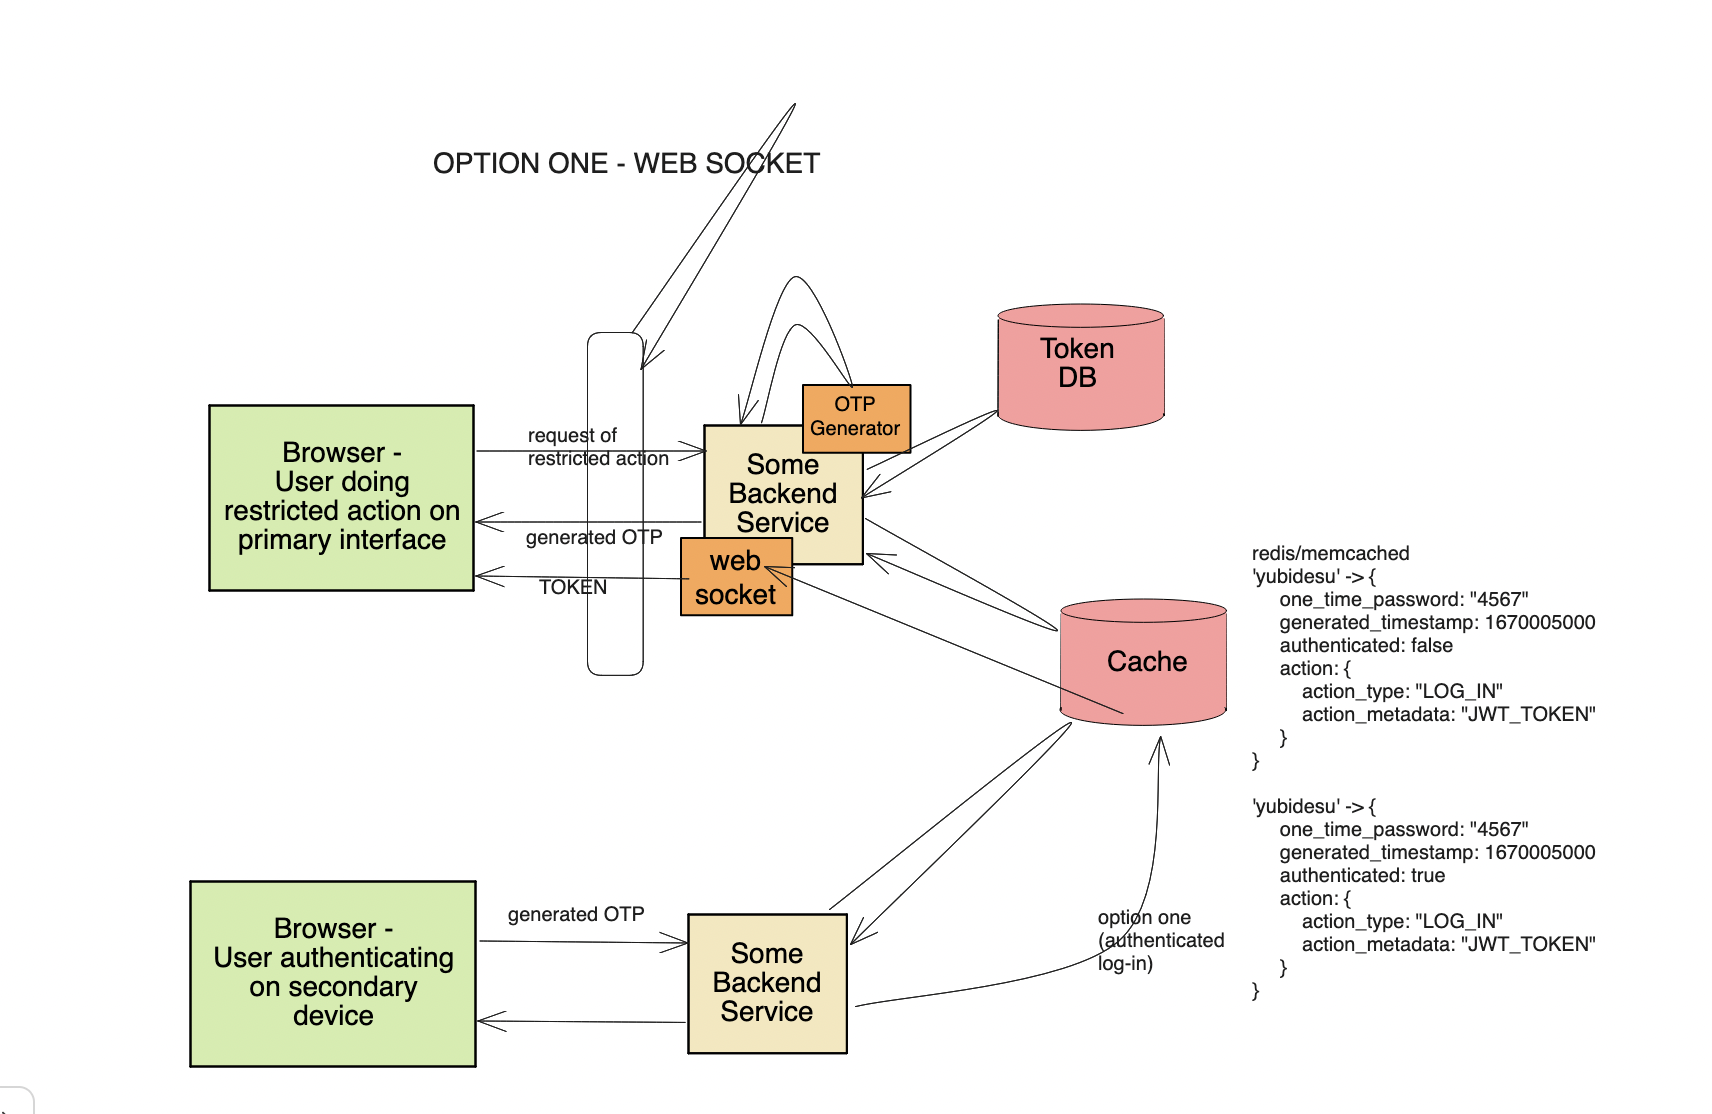 OPTION ONE - WEB SOCKET
Token
DB
OTP
Generator
request of
restricted action
Browser -
User doing
restricted action on
primary interface
Some
Backend
Service
generated OTP
web
socket
TOKEN
Cache
redis/memcached
'yubidesu' -> {
one_time_password: "4567"
generated_timestamp: 1670005000
authenticated: false
action: {
action_type: "LOG_IN"
action_metadata: "JWT_TOKEN"
}
}
'yubidesu' -> {
one_time_password: "4567"
generated_timestamp: 1670005000
authenticated: true
action: {
action_type: "LOG_IN"
action_metadata: "JWT_TOKEN"
}
}
Browser -
User authenticating
on secondary
device
generated OTP
Some
Backend
Service
option one
(authenticated
log-in)